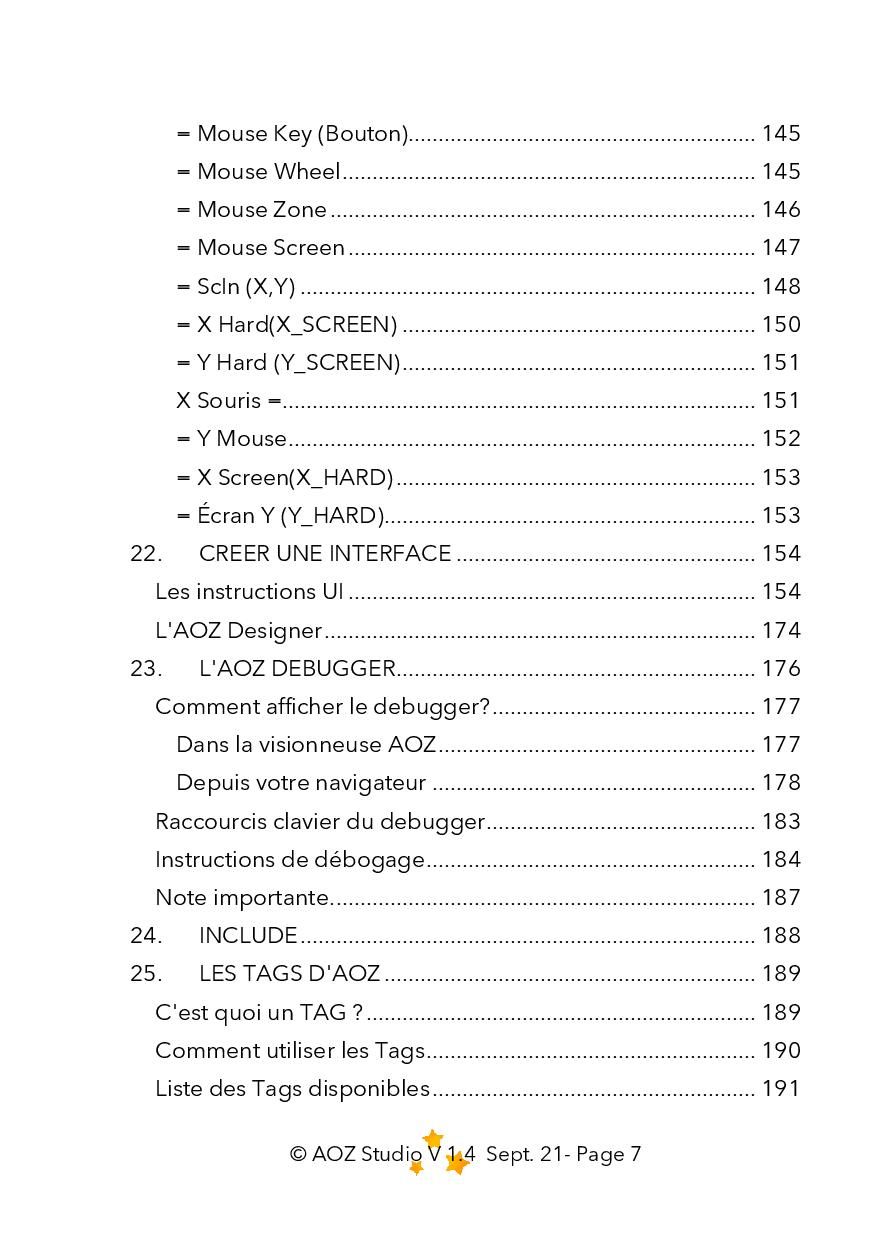 = Mouse Key (Bouton)......................................................... 145
= Mouse Wheel..................................................................... 145
= Mouse Zone ....................................................................... 146
= Mouse Screen .................................................................... 147
= ScIn (X,Y) ............................................................................ 148
= X Hard(X_SCREEN) ........................................................... 150
= Y Hard (Y_SCREEN)........................................................... 151
X Souris =............................................................................... 151
= Y Mouse.............................................................................. 152
= X Screen(X_HARD) ............................................................ 153
= Écran Y (Y_HARD).............................................................. 153
22. CREER UNE INTERFACE .................................................. 154
Les instructions UI .................................................................... 154
L'AOZ Designer........................................................................ 174
23. L'AOZ DEBUGGER............................................................ 176
Comment afficher le debugger?............................................ 177
Dans la visionneuse AOZ..................................................... 177
Depuis votre navigateur ...................................................... 178
Raccourcis clavier du debugger............................................. 183
Instructions de débogage....................................................... 184
Note importante....................................................................... 187
24. INCLUDE ............................................................................ 188
25. LES TAGS D'AOZ .............................................................. 189
C'est quoi un TAG ? ................................................................. 189
Comment utiliser les Tags....................................................... 190
Liste des Tags disponibles ...................................................... 191
© AOZ Studio V 1.4 Sept. 21- Page 7